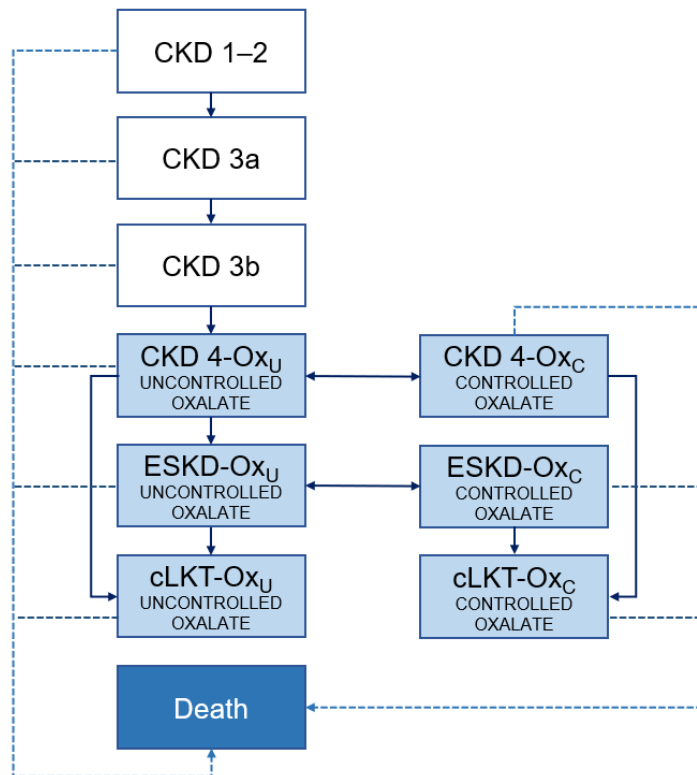 CKD 1–2
CKD 3a
CKD 3b
CKD 4-OxU
UNCONTROLLED
OXALATE
CKD 4-OxC
CONTROLLED
OXALATE
ESKD-OxU
UNCONTROLLED
OXALATE
ESKD-OxC
CONTROLLED
OXALATE
cLKT-OxU
UNCONTROLLED
OXALATE
cLKT-OxC
CONTROLLED
OXALATE
Death